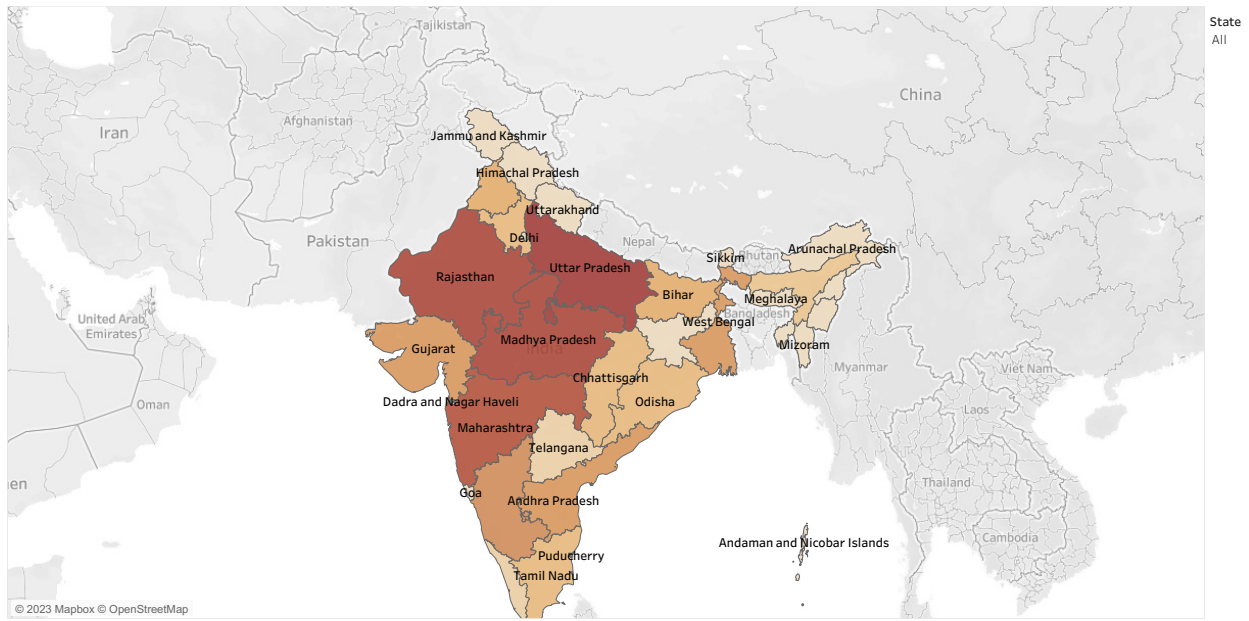 State
All
Tajikistan
China
Iran
Afghanistan
Jammu and Kashmir
Himachal Pradesh
Uttarakhand
Pakistan
Delhi
Nepal
Sikkim
Bhutan
Arunachal Pradesh
Rajasthan
Uttar Pradesh
Bihar
Meghalaya
United Arab
Emirates
Bangladesh
West Bengal
Madhya Pradesh
India
Gujarat
Mizoram
Myanmar
Viet Nam
Chhattisgarh
Oman
Dadra and Nagar Haveli
Odisha
Laos
Maharashtra
Telangana
en
Thailand
Goa
Andhra Pradesh
Cambodia
Andaman and Nicobar Islands
Puducherry
Tamil Nadu
© 2023 Mapbox © OpenStreetMap